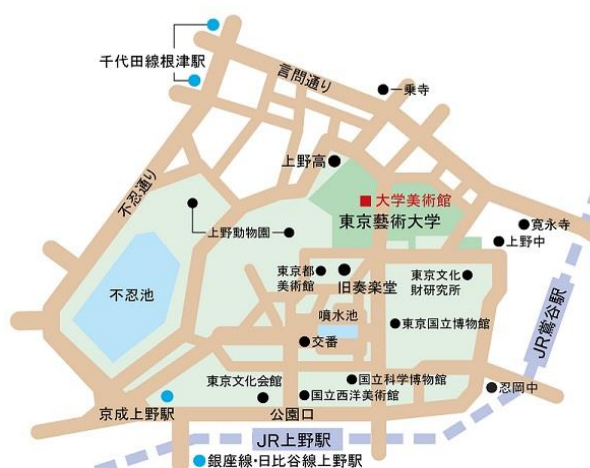 千代田線根津駅
言問通り
一乗寺
上野高
不忍通り
大学美術館
東京藝術大学
寛永寺
上野中
上野動物園
東京都
美術館
旧奏楽堂
東京文化
財研究所
不忍池
噴水池
東京国立博物館
JR鶯谷駅
交番
東京文化会館
国立科学博物館
国立西洋美術館
忍岡中
京成上野駅
公園口
JR上野駅
銀座線・日比谷線上野駅